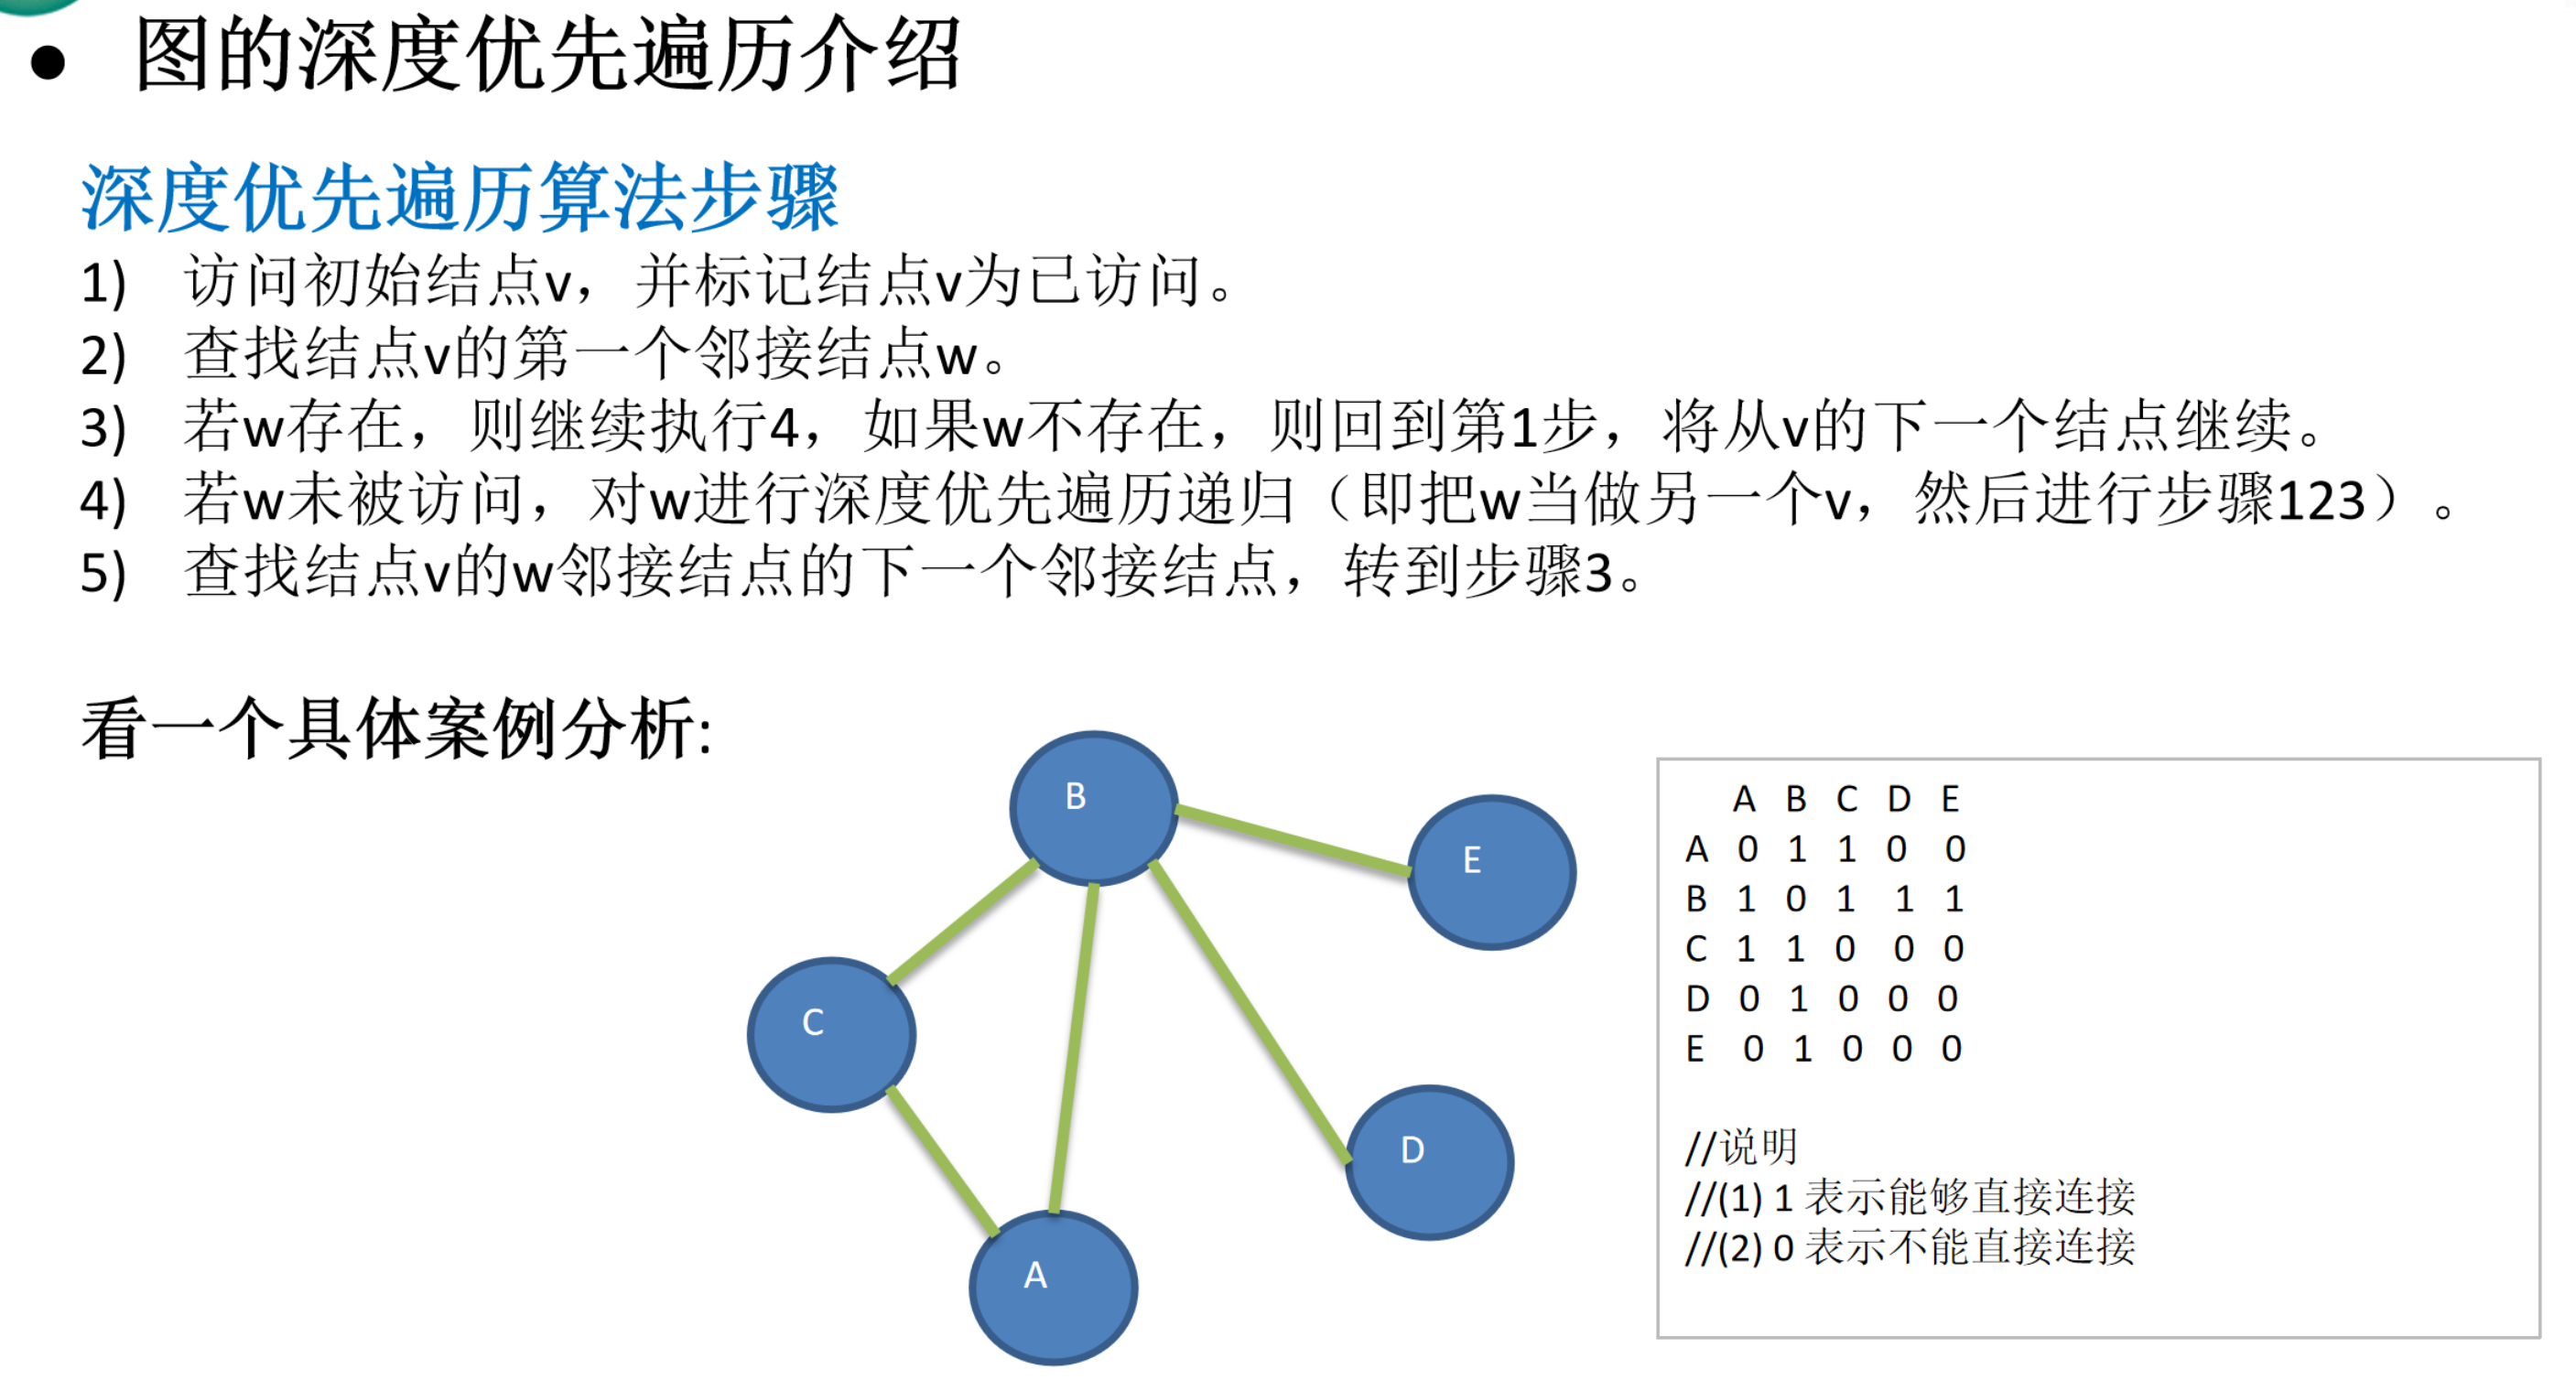 • 图的深度优先遍历介绍
深度优先遍历算法步骤
1) 访问初始结点v，并标记结点v为已访问。
2) 查找结点v的第一个邻接结点w。
3) 若w存在，则继续执行4，如果w不存在，则回到第1步，将从v的下一个结点继续。
4) 若w未被访问，对w进行深度优先遍历递归（即把w当做另一个v，然后进行步骤123）。
5) 查找结点v的w邻接结点的下一个邻接结点，转到步骤3。
看一个具体案例分析:
B
E
C
D
A
A B C D E
A 0 1 1 0 0
B 1 0 1 1 1
C 1 1 0 0 0
D 0 1 0 0 0
E 0 1 0 0 0
//说明
//(1) 1 表示能够直接连接
//(2) 0 表示不能直接连接